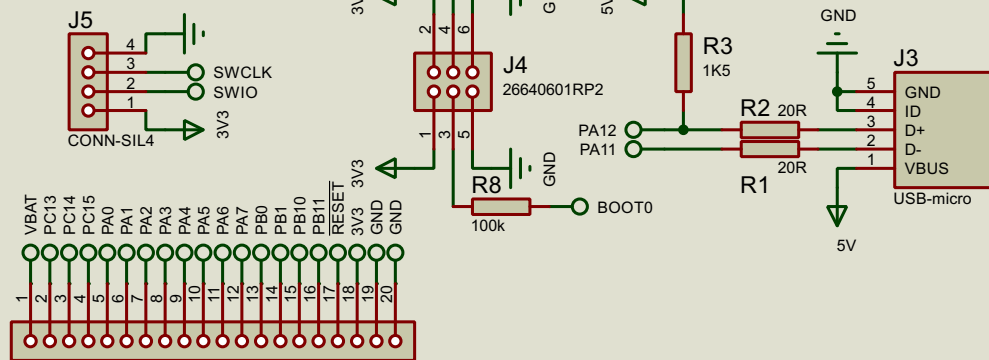 J5
4
3
2
1
SWCLK
SWIO
3V3
CONN-SIL4
3V3
2
4
6
J4
26640601RP2
1
3
5
3V3
GND
R8
100k
BOOT0
5V
R3
1K5
PA12
PA11
R2 20R
20R
R1
GND
J3
5 GND
4 ID
3 D+
2 D-
1 VBUS
USB-micro
5V
VBAT
PC13
PC14
PC15
PA0
PA1
PA2
PA3
PA4
PA5
PA6
PA7
PB0
PB1
PB10
PB11
RESET
3V3
GND
GND
1
2
3
4
5
6
7
8
9
10
11
12
13
14
15
16
17
18
19
20